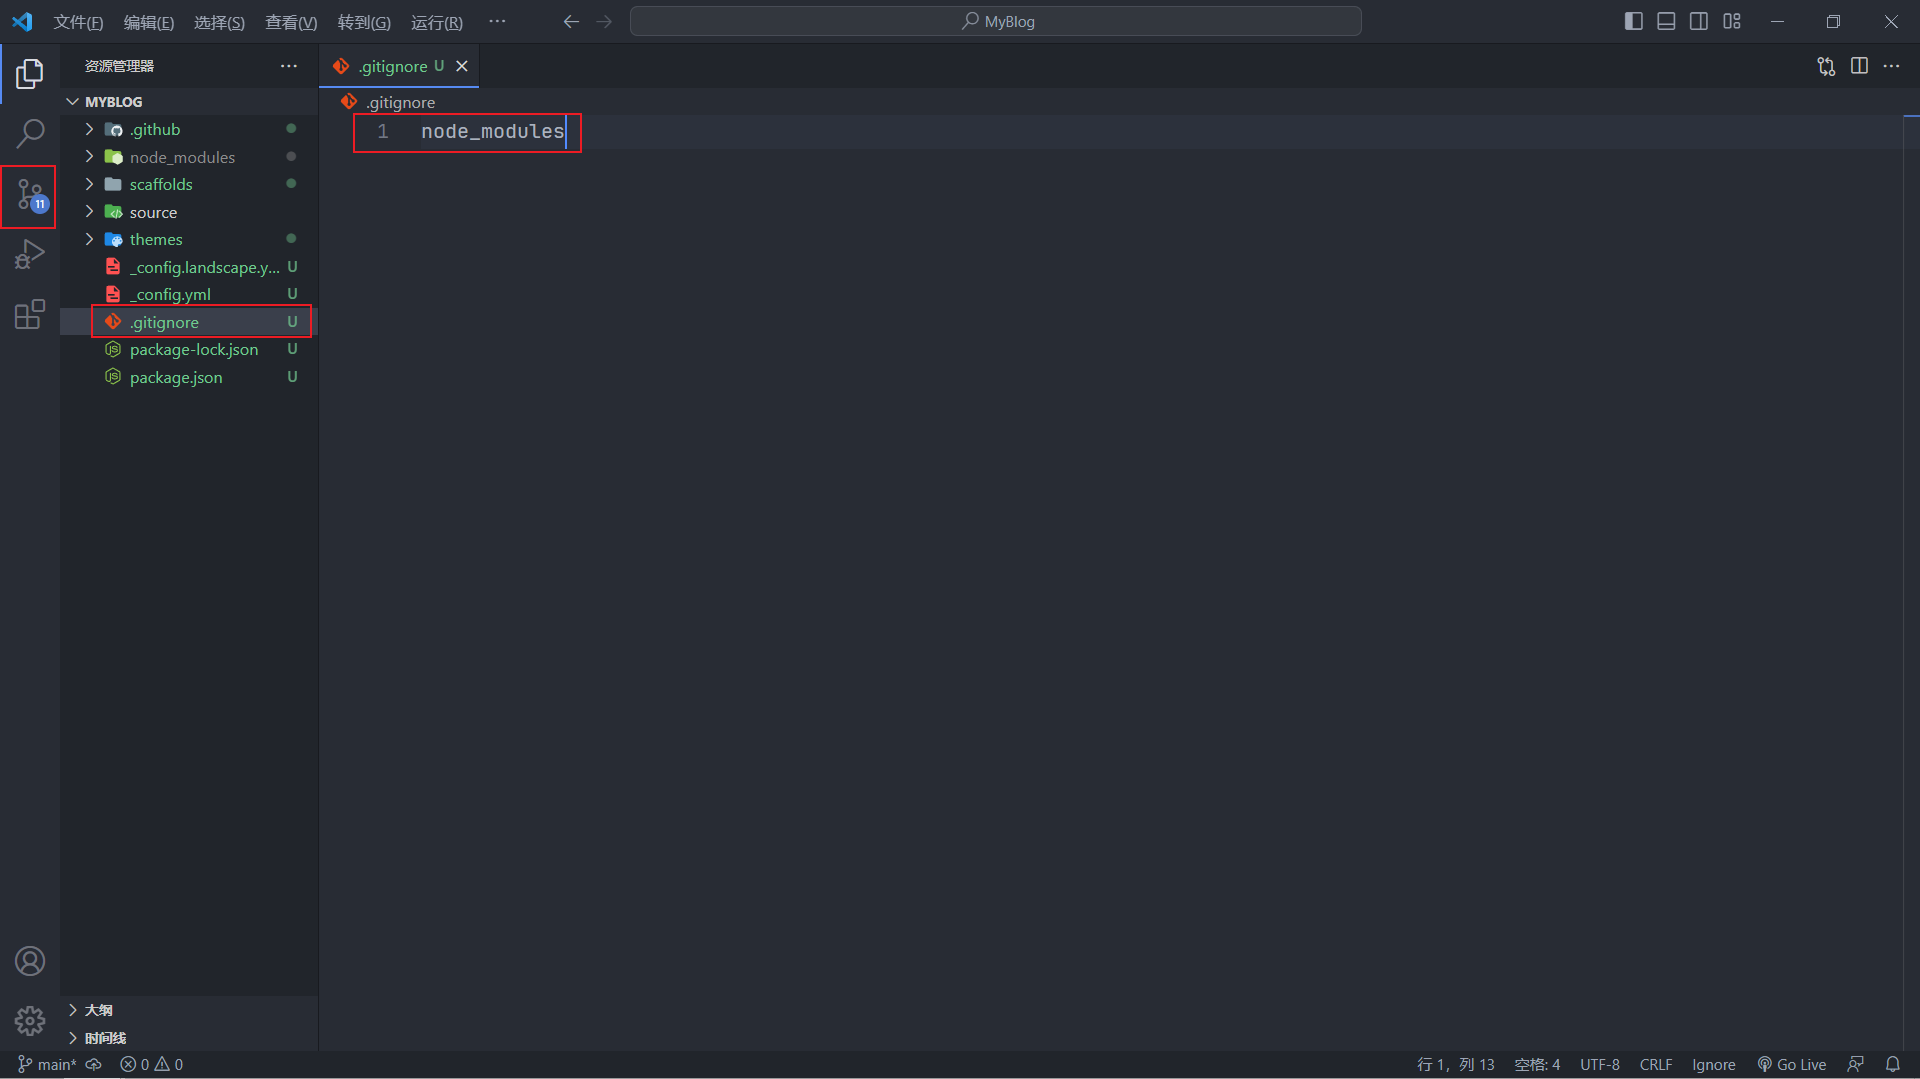 文件(F) 编辑(E) 选择(S) 查看(V) 转到(G) 运行(R) ···
MyBlog
资源管理器
.gitignore U
MYBLOG
.gitignore
.github
1 node_modules
node_modules
scaffolds
11
source
themes
_config.landscape.y... U
_config.yml U
.gitignore U
package-lock.json U
package.json U
大纲
时间线
main* 0 0 行 1，列 13 空格: 4 UTF-8 CRLF Ignore Go Live